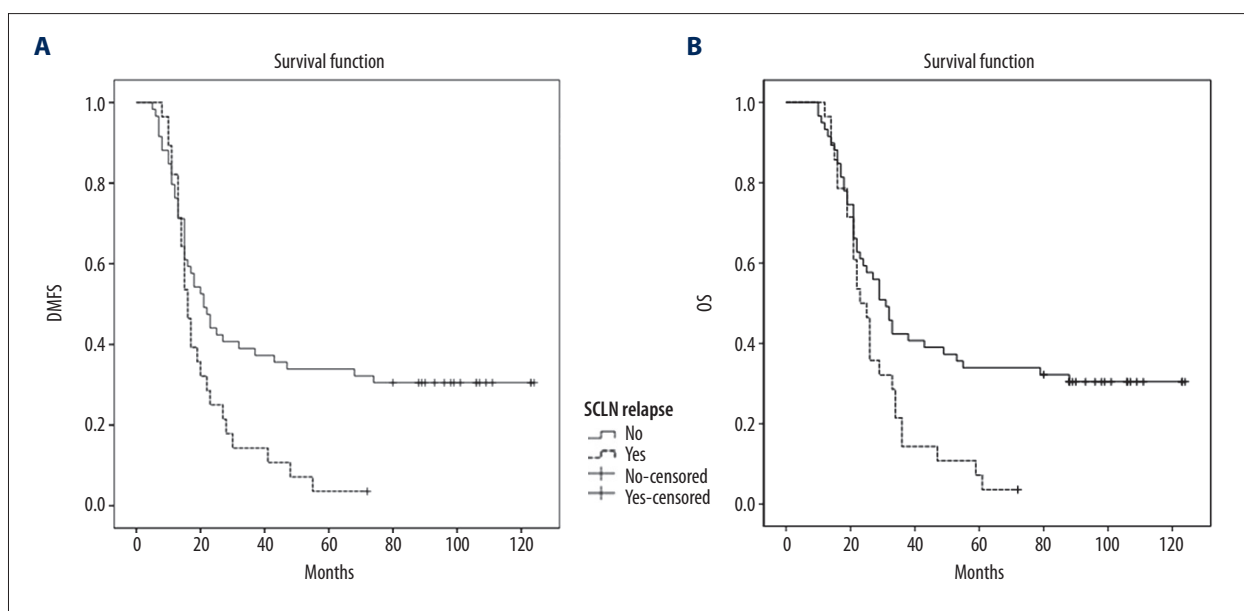 A
Survival function
1.0
0.8
0.6
0.4
0.2
0.0
DMFS
0 20 40 60 80 100 120
Months
SCLN relapse
No
Yes
No-censored
Yes-censored
B
Survival function
1.0
0.8
0.6
0.4
0.2
0.0
OS
0 20 40 60 80 100 120
Months